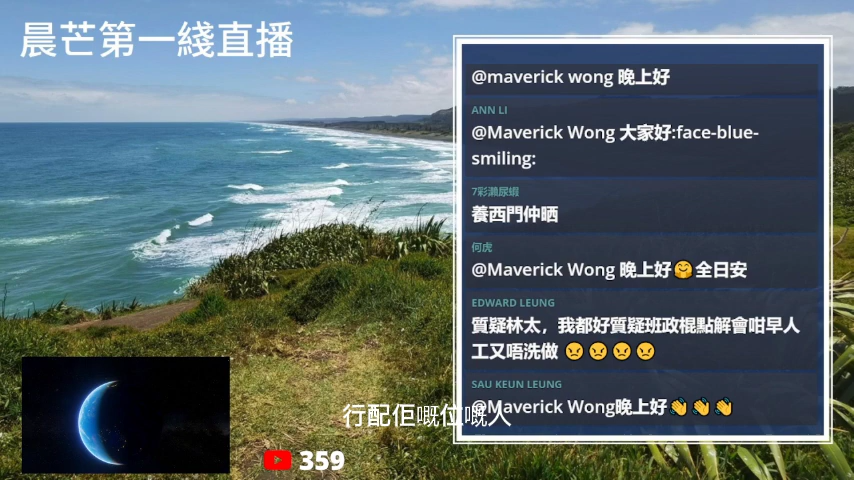 晨芒第一綫直播
@maverick wong 晚上好
ANN LI
@Maverick Wong 大家好:face-blue-
smiling:
7彩瀨尿蝦
養西門仲晒
何虎
@Maverick Wong 晚上好🤗全日安
EDWARD LEUNG
質疑林太，我都好質疑班政棍點解會咁早人
工又唔洗做 😠😠😠😠
SAU KEUN LEUNG
@Maverick Wong晚上好👏👏👏
行配佢嘅位嘅人
359